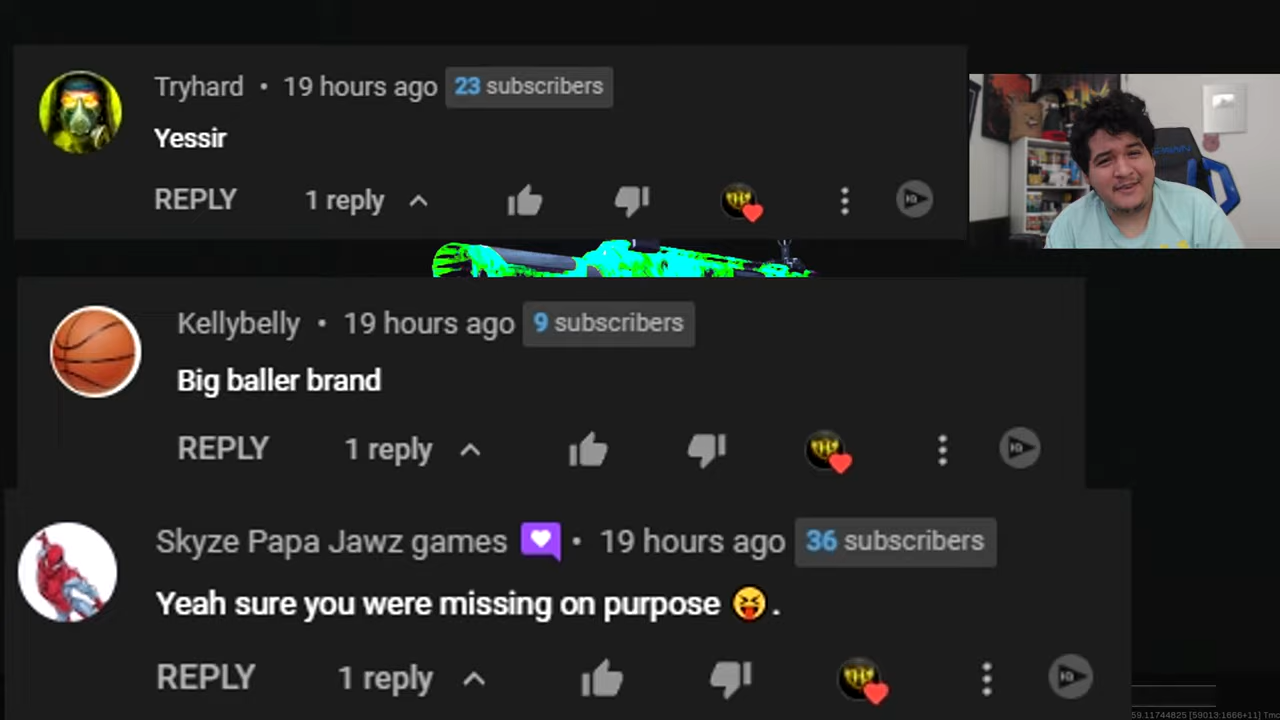 Tryhard • 19 hours ago 23 subscribers
Yessir
REPLY 1 reply
Kellybelly • 19 hours ago 9 subscribers
Big baller brand
REPLY 1 reply
Skyze Papa Jawz games • 19 hours ago 36 subscribers
Yeah sure you were missing on purpose 😝.
REPLY 1 reply